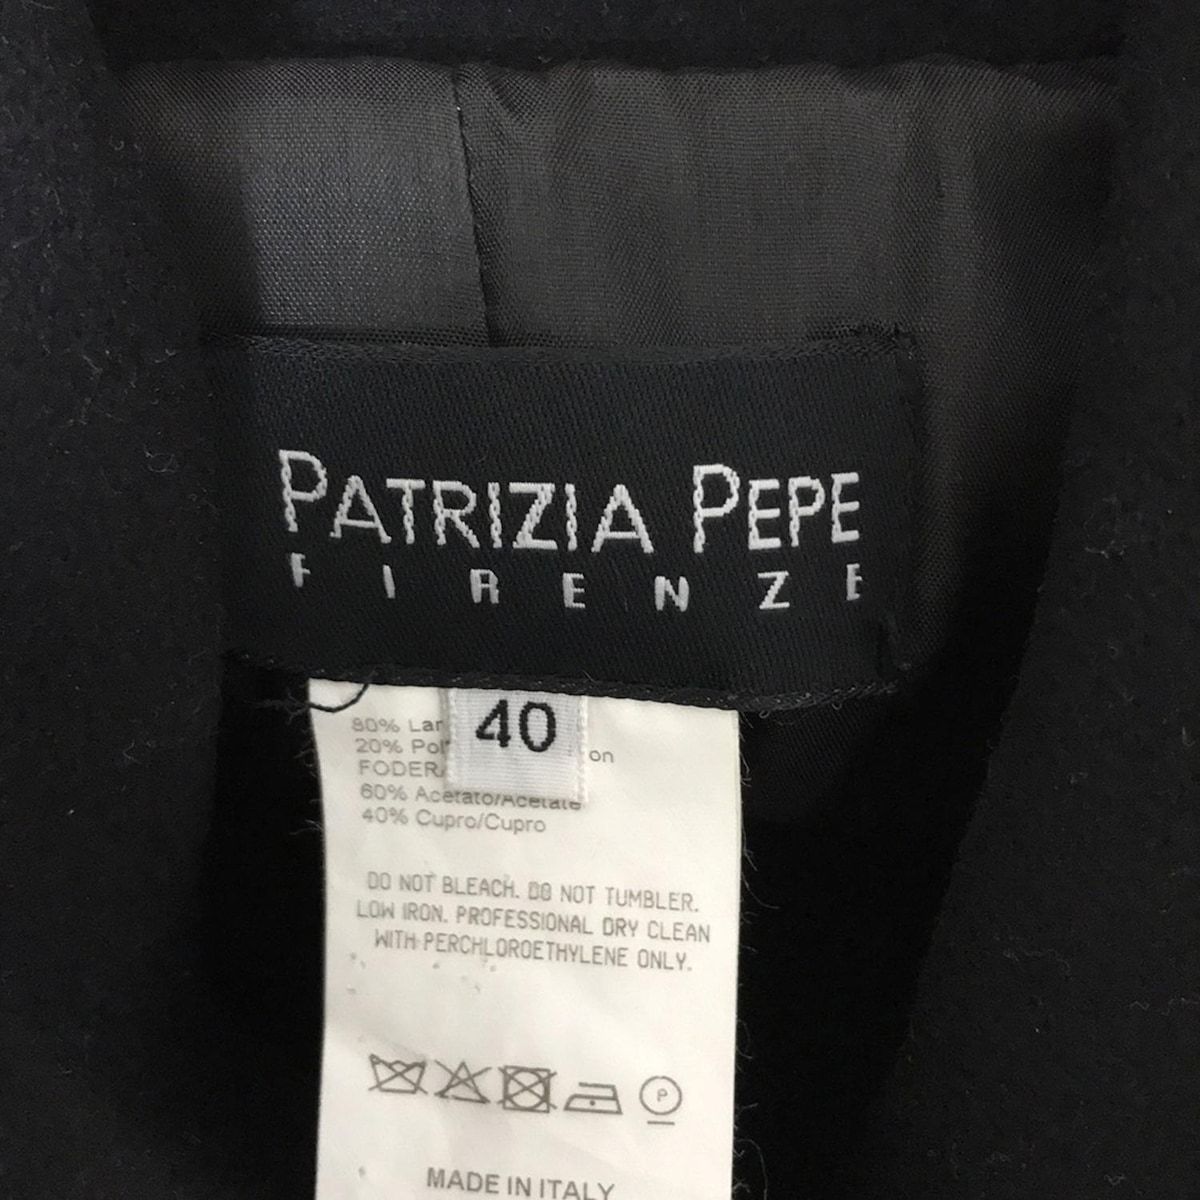 PATRIZIA PEPE
FIRENZE
40
80%
20%
on
60% Acetato/Acetate
40% Cupro/Cupro
DO NOT BLEACH. DO NOT TUMBLER.
LOW IRON. PROFESSIONAL DRY CLEAN
WITH PERCHLOROETHYLENE ONLY.
P
MADE IN ITALY